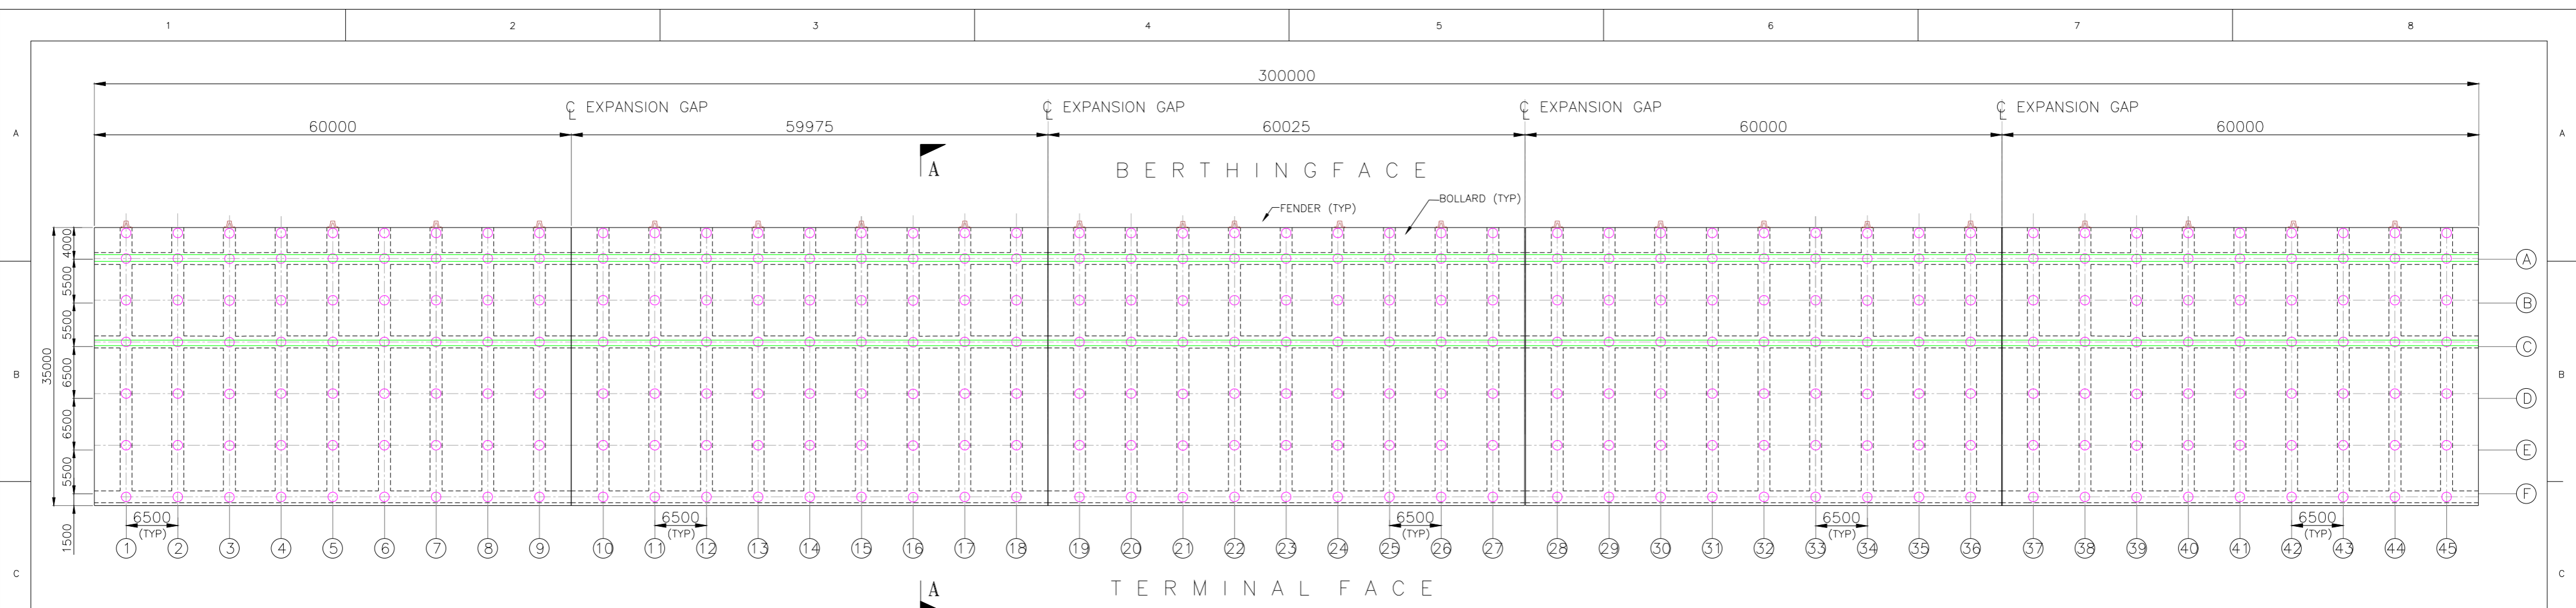 1 2 3 4 5 6 7 8
300000
℄ EXPANSION GAP ℄ EXPANSION GAP ℄ EXPANSION GAP ℄ EXPANSION GAP
A A
60000 59975 60025 60000 60000
A BERTHINGFACE
FENDER (TYP) BOLLARD (TYP)
4000
A
5500
B
5500
C
35000
B B
6500
D
6500
E
5500
F
6500 6500 6500 6500 6500
(TYP) (TYP) (TYP) (TYP) (TYP)
1500
1 2 3 4 5 6 7 8 9 10 11 12 13 14 15 16 17 18 19 20 21 22 23 24 25 26 27 28 29 30 31 32 33 34 35 36 37 38 39 40 41 42 43 44 45
C C
A TERMINAL FACE